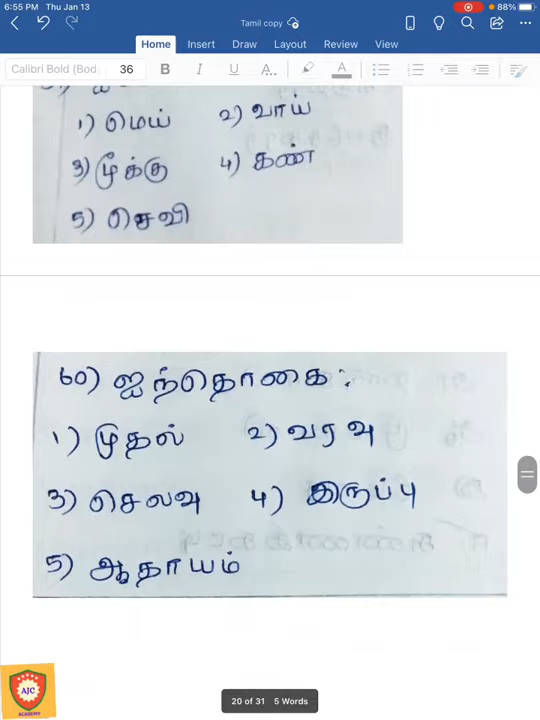 6:55 PM Thu Jan 13
88%
Tamil copy
Home Insert Draw Layout Review View
Calibri Bold (Bod 36 B I U A...
1) மெய் 2) வாய்
3) மூக்கு 4) கண்
5) செவி
60) ஐந்தொகை :
1) முதல் 2) வரவு
3) செலவு 4) இருப்பு
5) ஆதாயம்
20 of 31 5 Words
AJC
ACADEMY